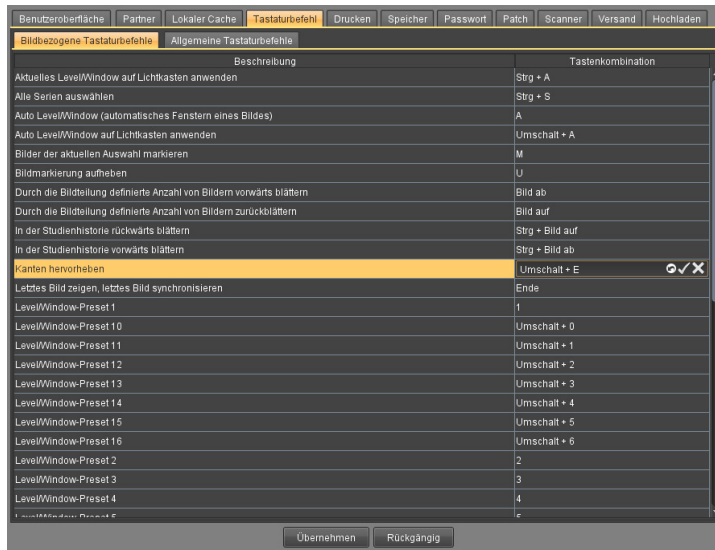 Benutzeroberfläche Partner Lokaler Cache Tastaturbefehl Drucken Speicher Passwort Patch Scanner Versand Hochladen
Bildbezogene Tastaturbefehle Allgemeine Tastaturbefehle
Beschreibung Tastenkombination
Aktuelles Level/Window auf Lichtkasten anwenden Strg + A
Alle Serien auswählen Strg + S
Auto Level/Window (automatisches Fenstern eines Bildes) A
Auto Level/Window auf Lichtkasten anwenden Umschalt + A
Bilder der aktuellen Auswahl markieren M
Bildmarkierung aufheben U
Durch die Bildteilung definierte Anzahl von Bildern vorwärts blättern Bild ab
Durch die Bildteilung definierte Anzahl von Bildern zurückblättern Bild auf
In der Studienhistorie rückwärts blättern Strg + Bild auf
In der Studienhistorie vorwärts blättern Strg + Bild ab
Kanten hervorheben Umschalt + E
Letztes Bild zeigen, letztes Bild synchronisieren Ende
Level/Window-Preset 1 1
Level/Window-Preset 10 Umschalt + 0
Level/Window-Preset 11 Umschalt + 1
Level/Window-Preset 12 Umschalt + 2
Level/Window-Preset 13 Umschalt + 3
Level/Window-Preset 14 Umschalt + 4
Level/Window-Preset 15 Umschalt + 5
Level/Window-Preset 16 Umschalt + 6
Level/Window-Preset 2 2
Level/Window-Preset 3 3
Level/Window-Preset 4 4
Level/Window-Preset 5 5
Übernehmen Rückgängig